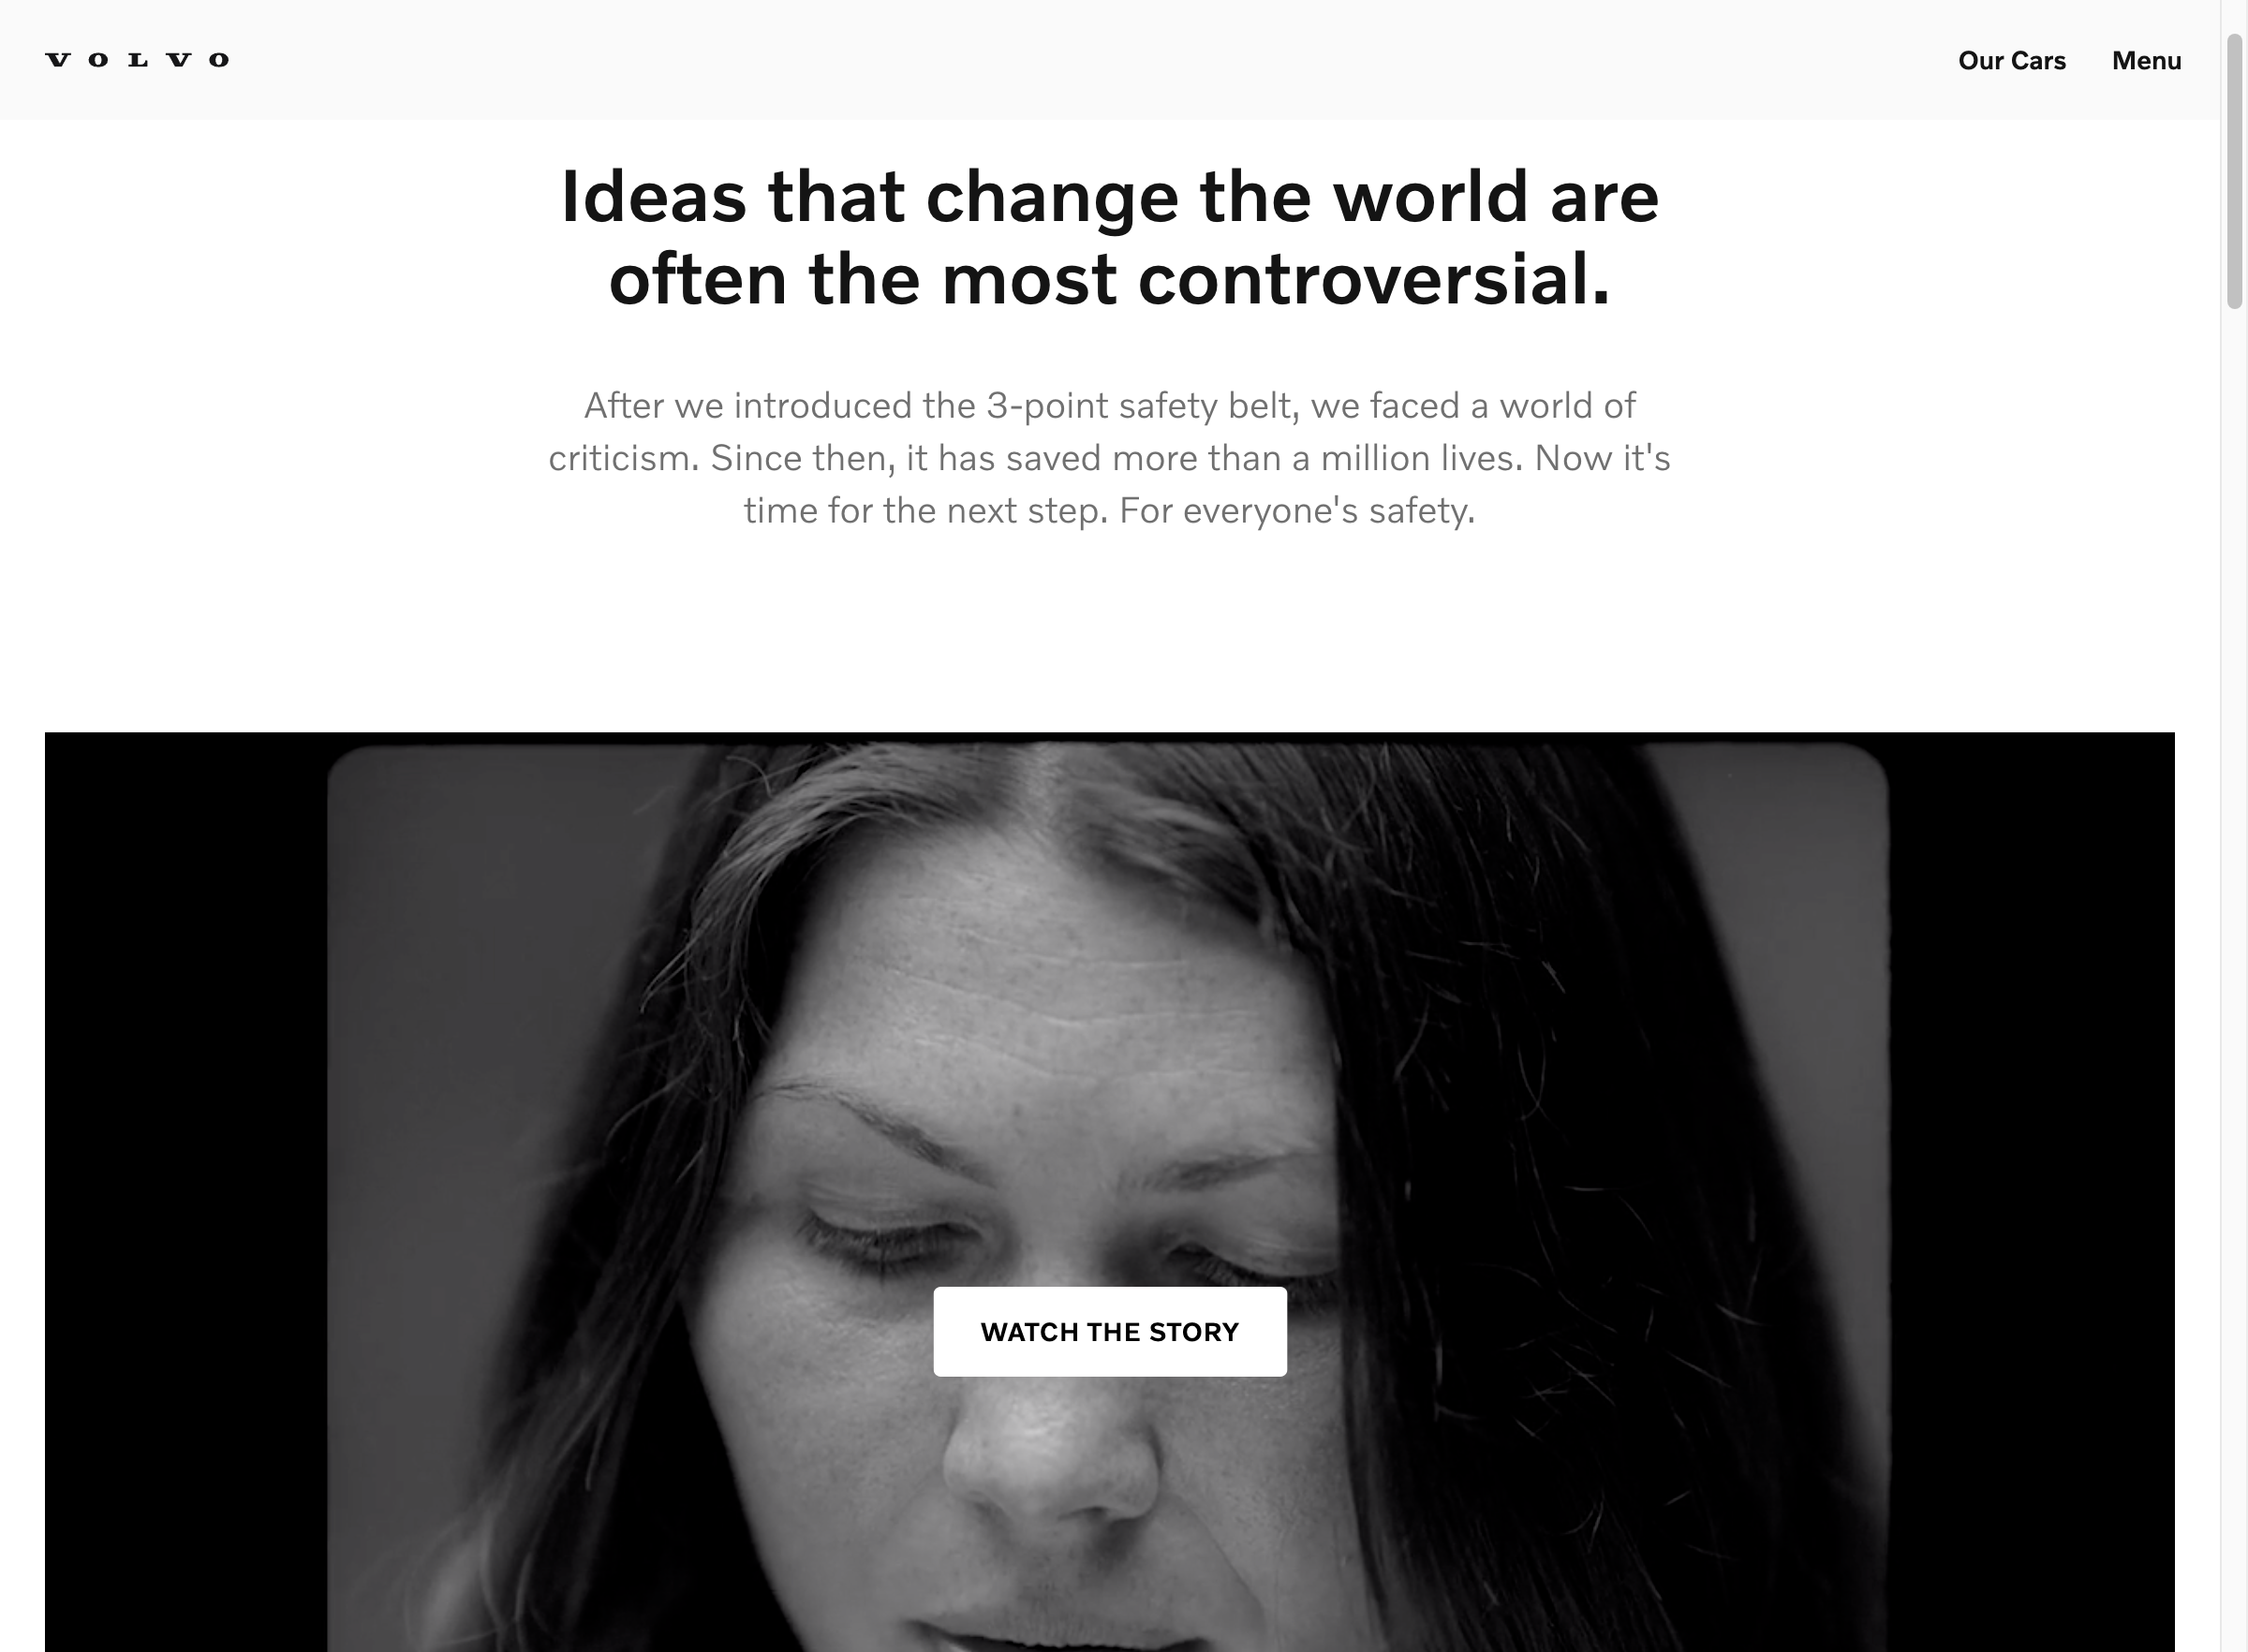 VOLVO
Our Cars
Menu
Ideas that change the world are
often the most controversial.
After we introduced the 3-point safety belt, we faced a world of
criticism. Since then, it has saved more than a million lives. Now it's
time for the next step. For everyone's safety.
WATCH THE STORY